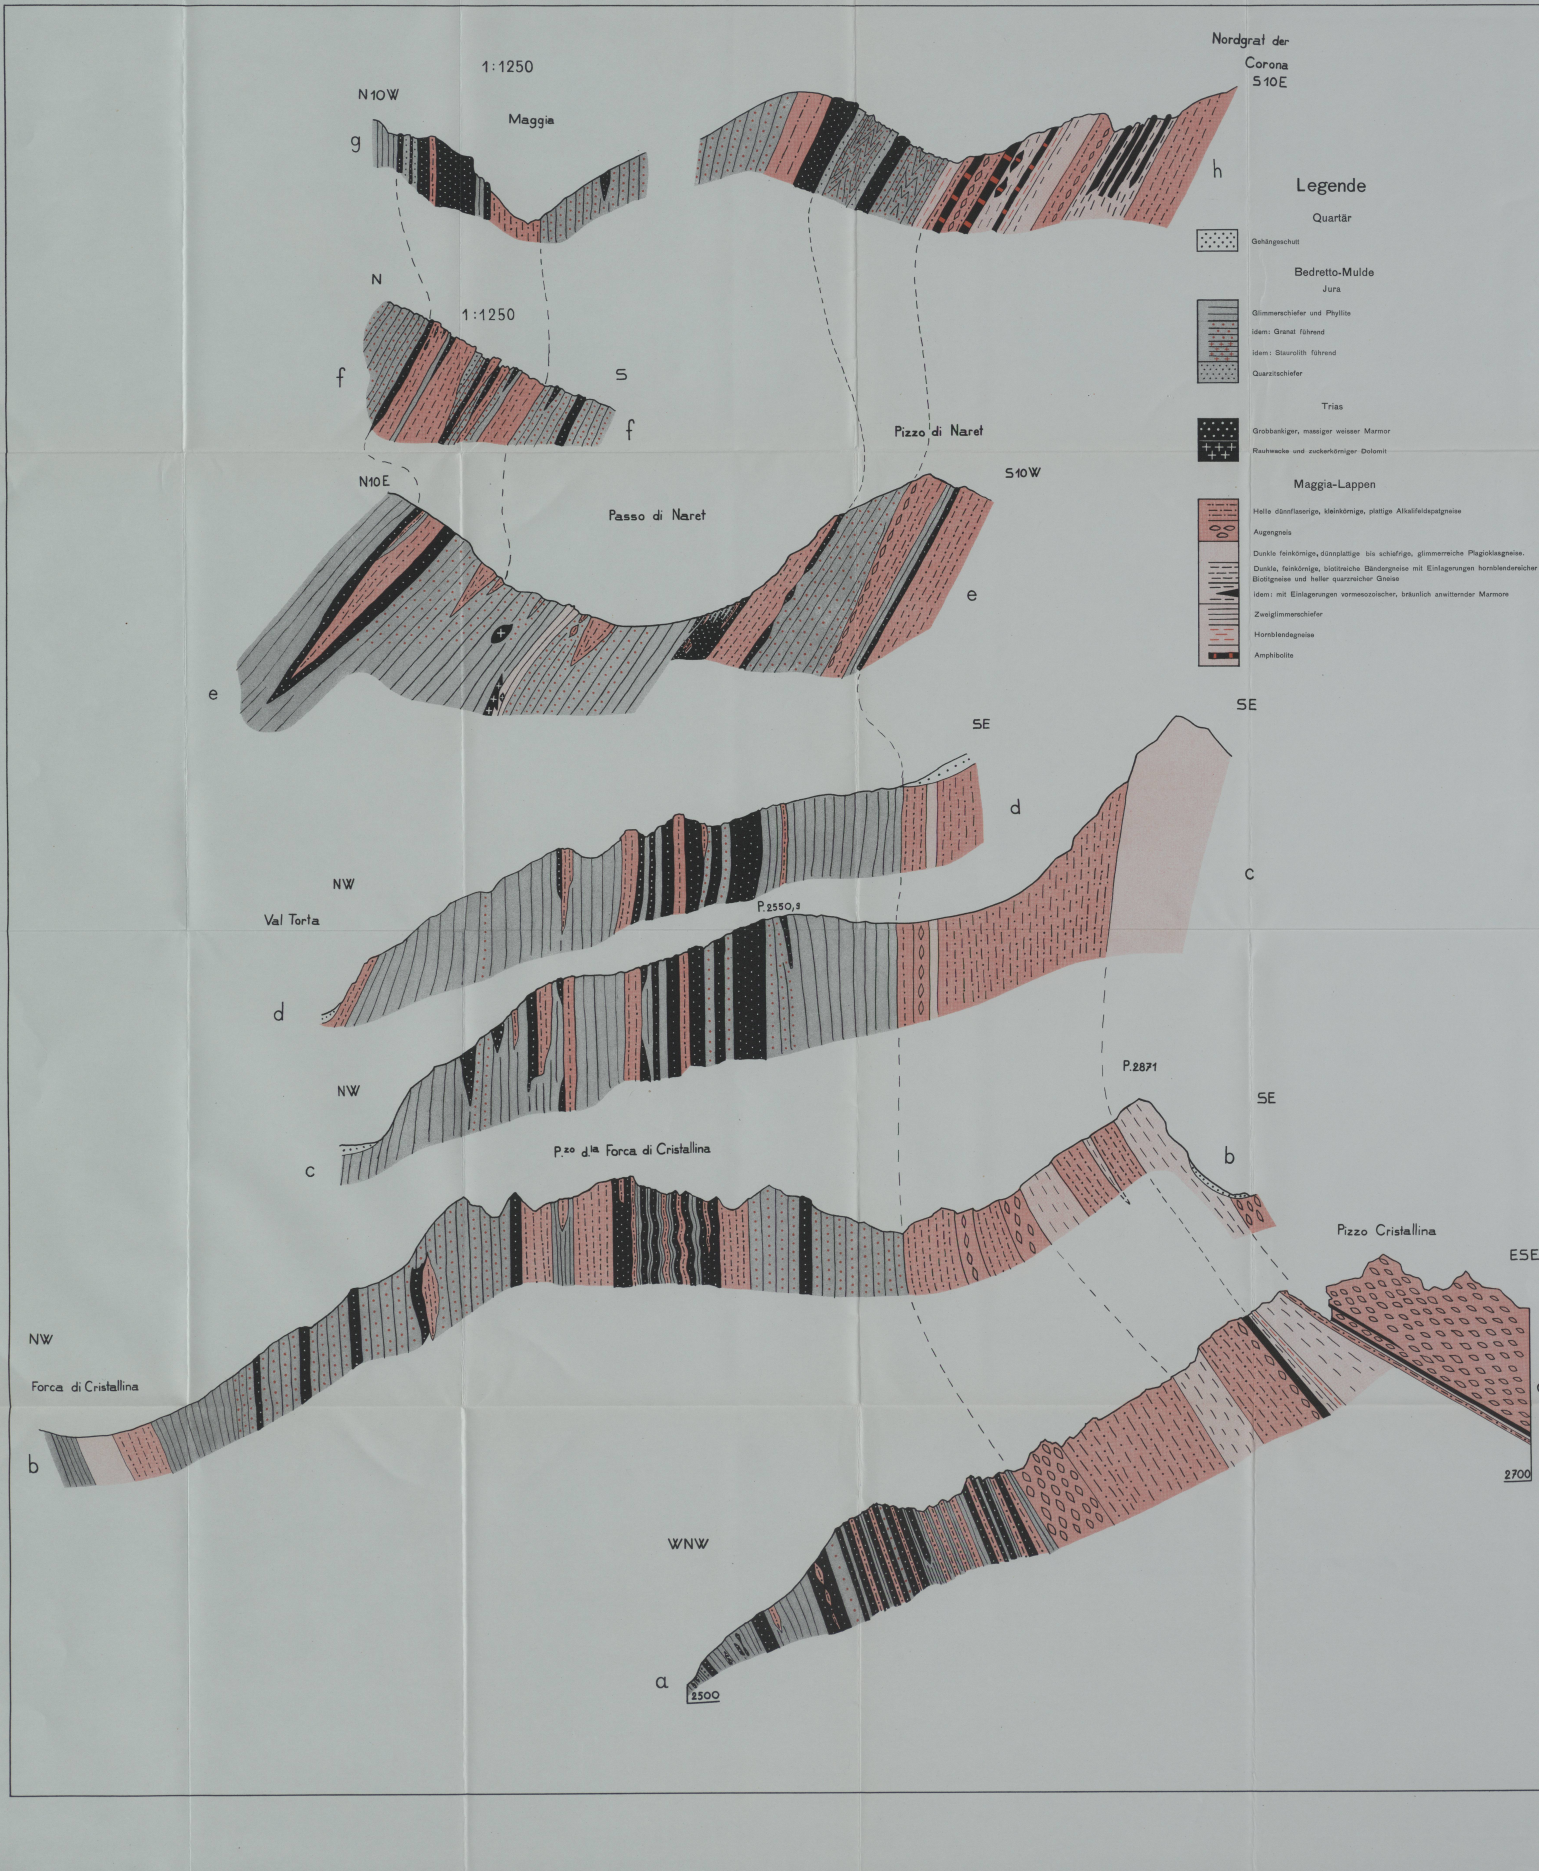 1:1250
N10W
Maggia
g
Nordgrat der
Corona
S10E
h
Legende
Quartär
Gehängeschutt
Bedretto-Mulde
Jura
Glimmerschiefer und Phyllite
idem: Granat führend
idem: Staurolith führend
Quarzitschiefer
Trias
Grobbankiger, massiger weisser Marmor
Rauhwacke und zuckerkörniger Dolomit
Maggia-Lappen
Helle dünnflaserige, kleinkörnige, plattige Alkalifeldspatgneise
Augengneis
Dunkle feinkörnige, dünnplattige bis schiefrige, glimmerreiche Plagioklasgneise.
Dunkle, feinkörnige, biotitreiche Bändergneise mit Einlagerungen hornblendereicher
Biotitgneise und heller quarzreicher Gneise
idem: mit Einlagerungen vormesozoischer, bräunlich anwitternder Marmore
Zweiglimmerschiefer
Hornblendegneise
Amphibolite
N
1:1250
f
S
f
Pizzo di Naret
N10E
Passo di Naret
S10W
e
e
SE
d
NW
Val Torta
d
SE
c
P.2550,9
NW
c
P.zo d.la Forca di Cristallina
P.2871
SE
b
NW
Forca di Cristallina
b
Pizzo Cristallina
ESE
2700
WNW
a
2500